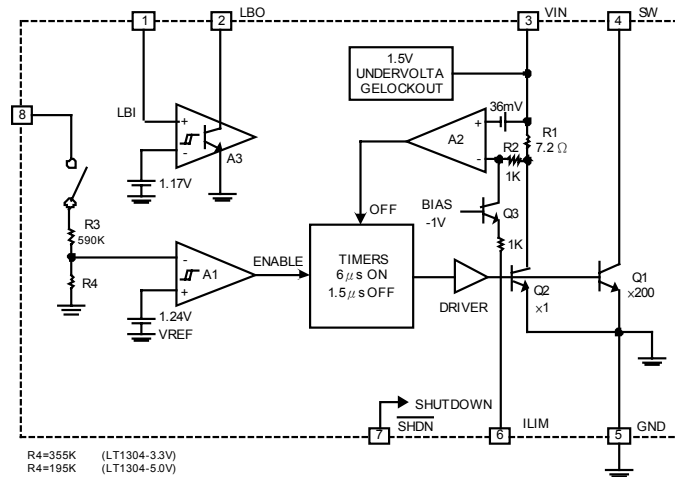 1
2
LBO
3
VIN
4
SW
1.5V
UNDERVOLTA
GELOCKOUT
8
36mV
LBI
+
-
A3
+
A2
-
R1
7.2 Ω
R2
1K
1.17V
OFF
BIAS
-1V
Q3
R3
590K
1K
ENABLE
TIMERS
6μs ON
1.5μs OFF
-
A1
+
R4
Q1
×200
Q2
×1
DRIVER
1.24V
VREF
SHUTDOWN
7
SHDN
6
ILIM
5
GND
R4=355K (LT1304-3.3V)
R4=195K (LT1304-5.0V)